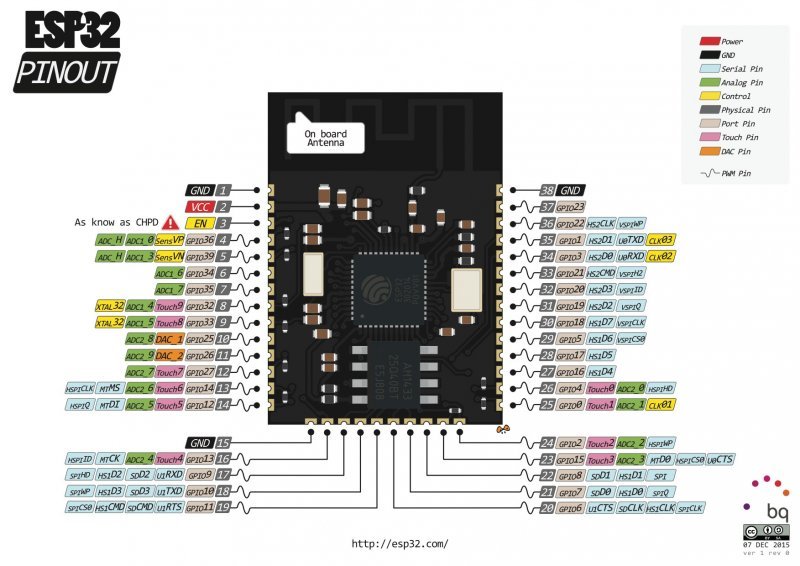 ESP32
PINOUT
Power
GND
Serial Pin
Analog Pin
Control
Physical Pin
Port Pin
Touch Pin
DAC Pin
PWM Pin
On board
Antenna
GND 1
VCC 2
As know as CHPD EN 3
ADC_H ADC1_0 SensVP GPIO36 4
ADC_H ADC1_3 SensVN GPIO39 5
ADC1_6 GPIO34 6
ADC1_7 GPIO35 7
XTAL32 ADC1_4 Touch9 GPIO32 8
XTAL32 ADC1_5 Touch8 GPIO33 9
ADC2_8 DAC_1 GPIO25 10
ADC2_9 DAC_2 GPIO26 11
ADC2_7 Touch7 GPIO27 12
HSPICLK MTMS ADC2_6 Touch6 GPIO14 13
HSPIQ MTDI ADC2_5 Touch5 GPIO12 14
GND 15
HSPIID MTCK ADC2_4 Touch4 GPIO13 16
SPIHD HS1D2 SDD2 U1RXD GPIO9 17
SPIWP HS1D3 SDD3 U1TXD GPIO10 18
SPICS0 HS1CMD SDCMD U1RTS GPIO11 19
38 GND
37 GPIO23
36 GPIO22 HS2CLK VSPIWP
35 GPIO1 HS2D1 U0TXD CLK03
34 GPIO3 HS2D0 U0RXD CLK02
33 GPIO21 HS2CMD VSPIH2
32 GPIO20 HS2D3 VSPIID
31 GPIO19 HS2D2 VSPIQ
30 GPIO18 HS1D7 VSPICLK
29 GPIO5 HS1D6 VSPICS0
28 GPIO17 HS1D5
27 GPIO16 HS1D4
26 GPIO4 Touch0 ADC2_0 HSPIHD
25 GPIO0 Touch1 ADC2_1 CLK01
24 GPIO2 Touch2 ADC2_2 HSPIWP
23 GPIO15 Touch3 ADC2_3 MTD0 HSPICS0 U0CTS
22 GPIO8 SDD1 HS1D1 SPI
21 GPIO7 SDD0 HS1D0 SPIQ
20 GPIO6 U1CTS SDCLK HS1CLK SPICLK
http://esp32.com/
bq
cc
BY SA
07 DEC 2015
ver 1 rev 0